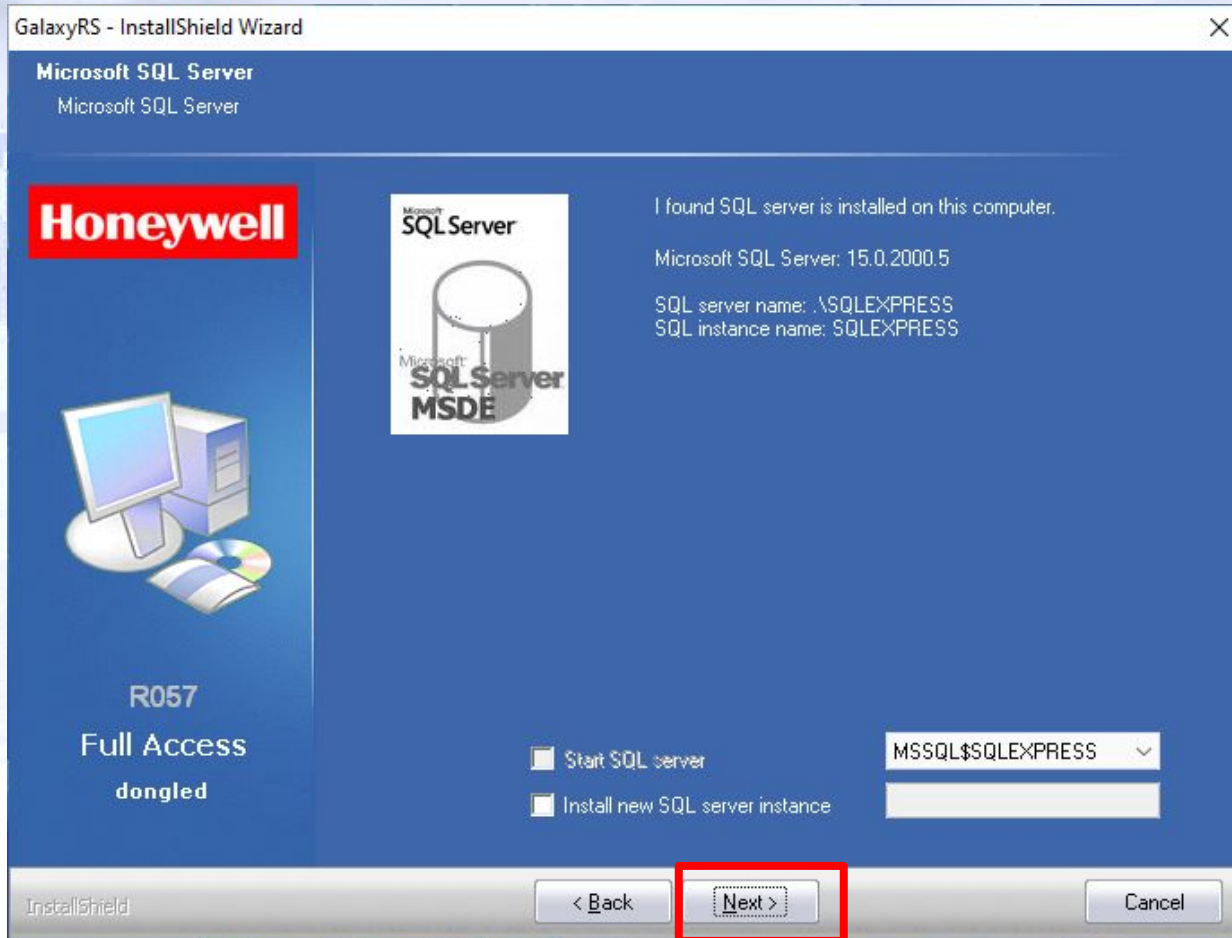 GalaxyRS - InstallShield Wizard
Microsoft SQL Server
Microsoft SQL Server
Honeywell
Microsoft
SQL Server
Microsoft
SQL Server
MSDE
I found SQL server is installed on this computer.
Microsoft SQL Server: 15.0.2000.5
SQL server name: .\SQLEXPRESS
SQL instance name: SQLEXPRESS
R057
Full Access
dongled
Start SQL server
MSSQL$SQLEXPRESS
Install new SQL server instance
InstallShield
< Back
Next >
Cancel